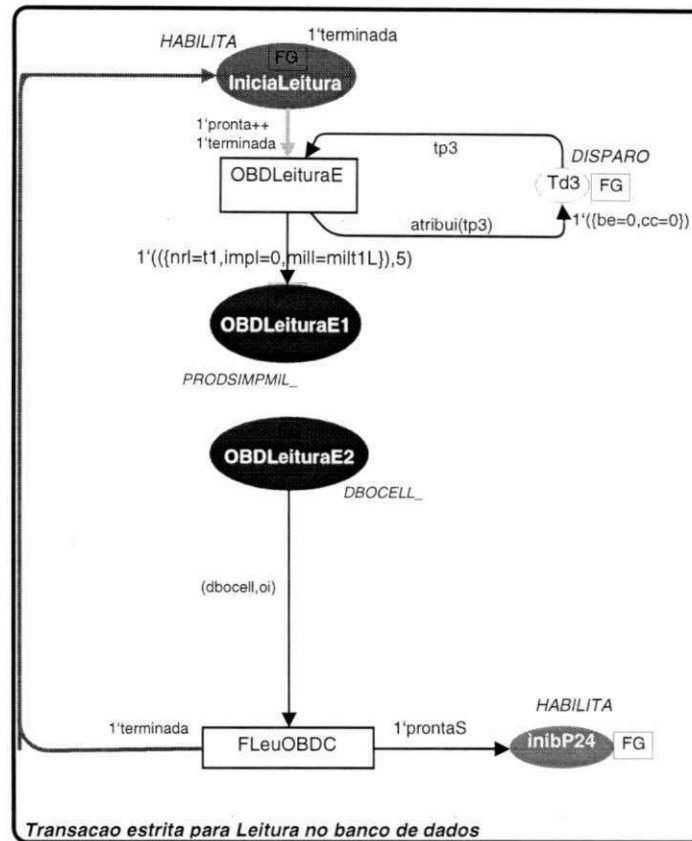 HABILITA
1'terminada
FG
IniciaLeitura
1'pronta++
1'terminada
OBDLeituraE
tp3
DISPARO
Td3
FG
atribui(tp3)
1'({be=0,cc=0})
1'(({nrl=t1,impl=0,mill=milt1L}),5)
OBDLeituraE1
PRODSIMPMIL_
OBDLeituraE2
DBOCELL_
(dbocell,oi)
HABILITA
1'terminada
FLeuOBDC
1'prontaS
inibP24
FG
Transacao estrita para Leitura no banco de dados